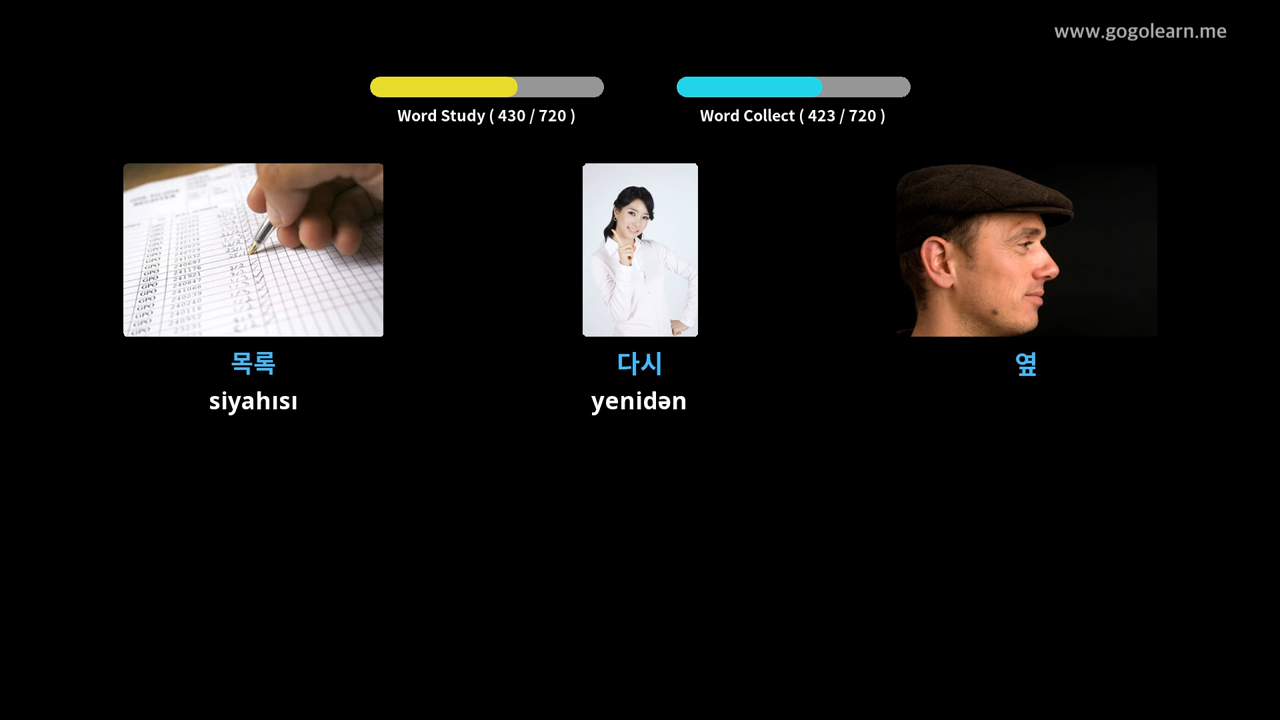 www.gogolearn.me
Word Study ( 430 / 720 )
Word Collect ( 423 / 720 )
목록
siyahısı
다시
yenidən
옆